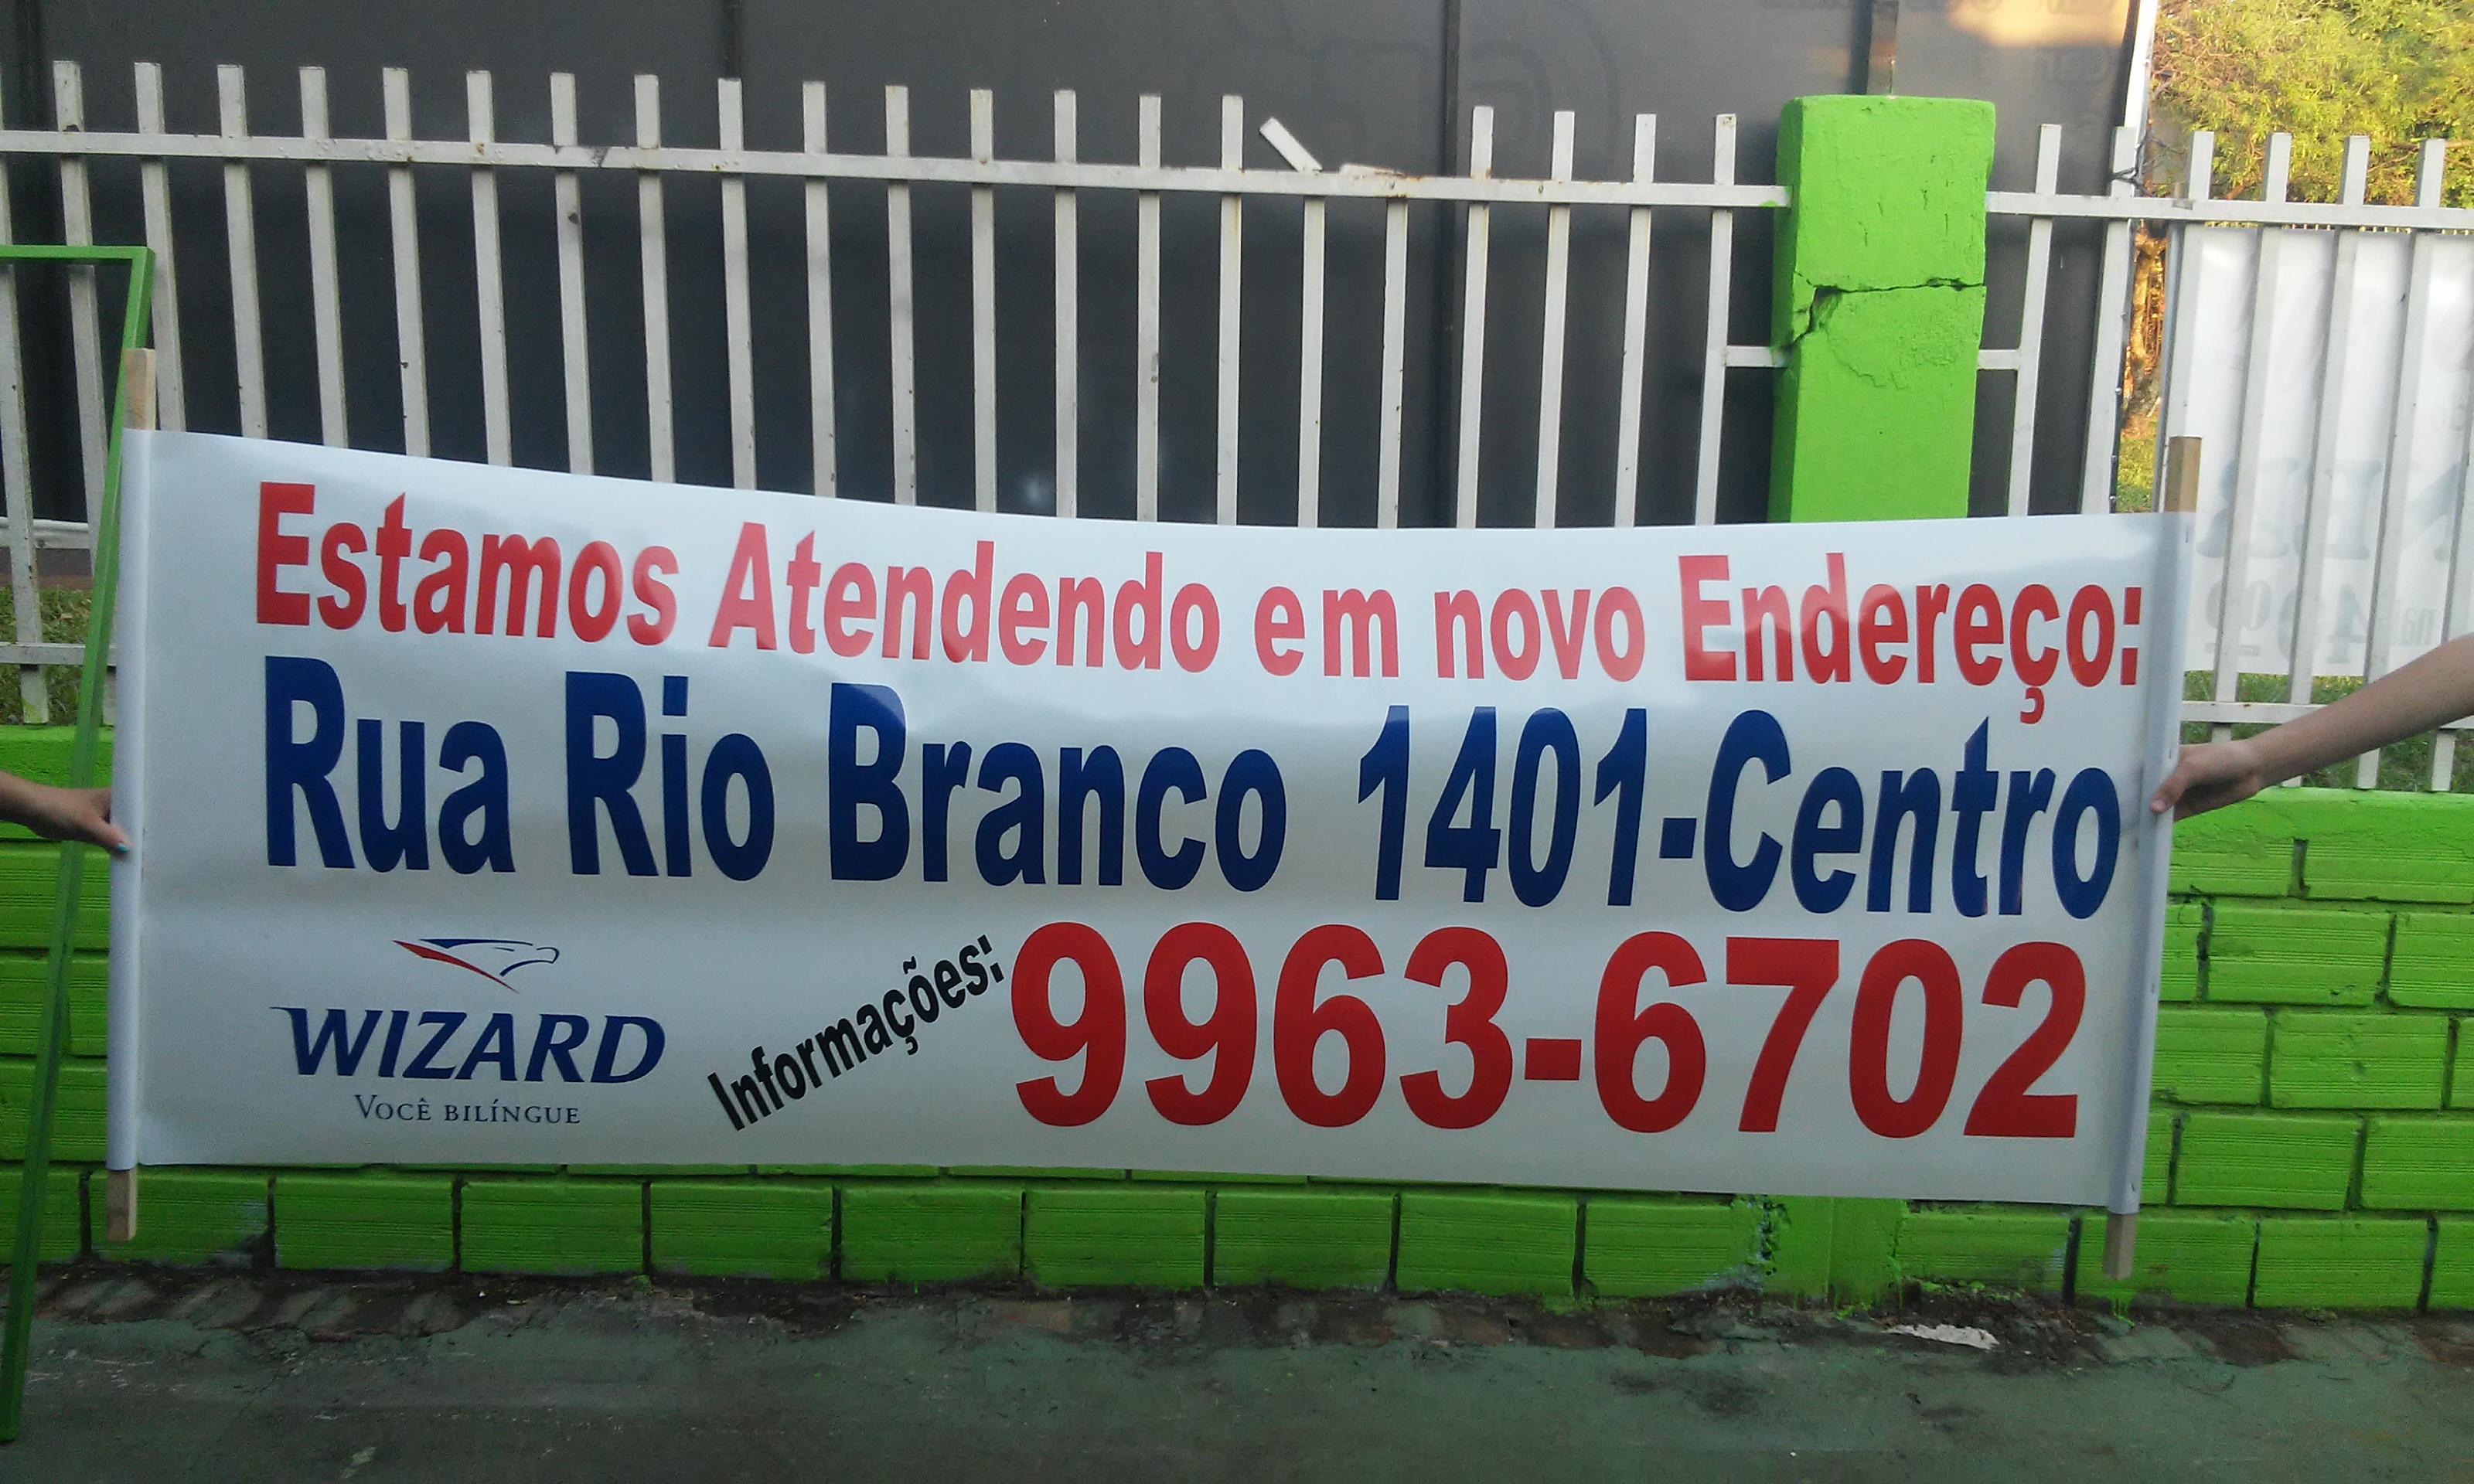 Estamos Atendendo em novo Endereço:
Rua Rio Branco 1401-Centro
WIZARD
VOCÊ BILÍNGUE
Informações: 9963-6702